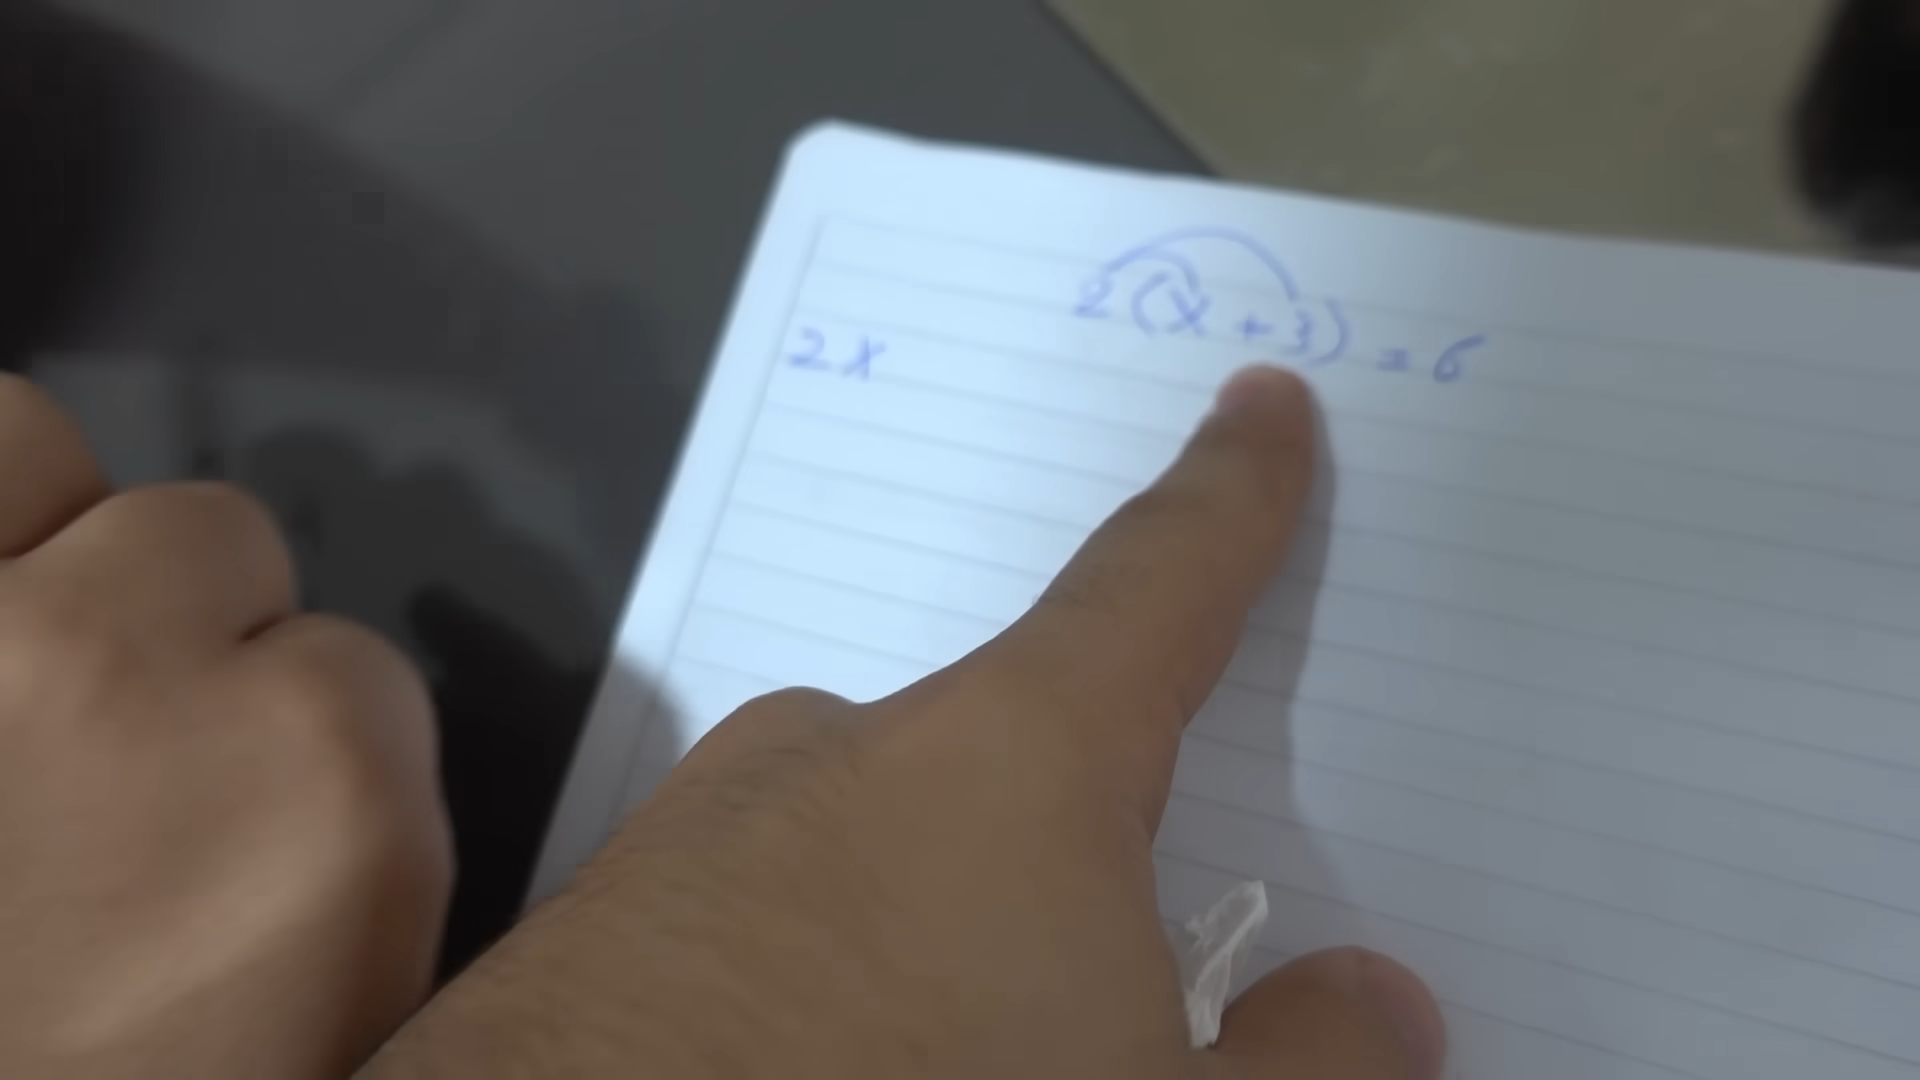 2(x + 3) = 6
2x